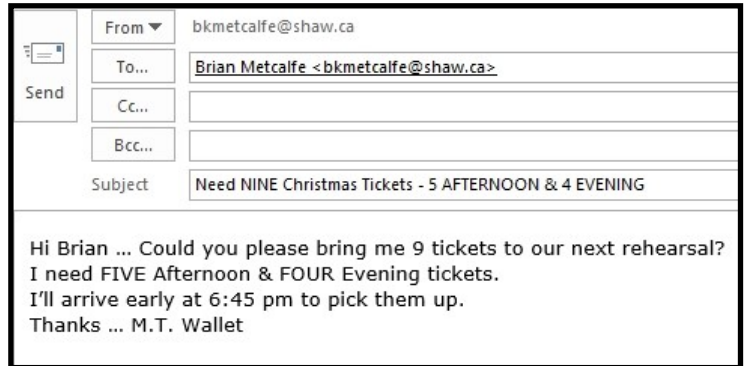 From ▼ bkmetcalfe@shaw.ca
Send
To... Brian Metcalfe <bkmetcalfe@shaw.ca>
Cc...
Bcc...
Subject Need NINE Christmas Tickets - 5 AFTERNOON & 4 EVENING
Hi Brian ... Could you please bring me 9 tickets to our next rehearsal?
I need FIVE Afternoon & FOUR Evening tickets.
I'll arrive early at 6:45 pm to pick them up.
Thanks ... M.T. Wallet